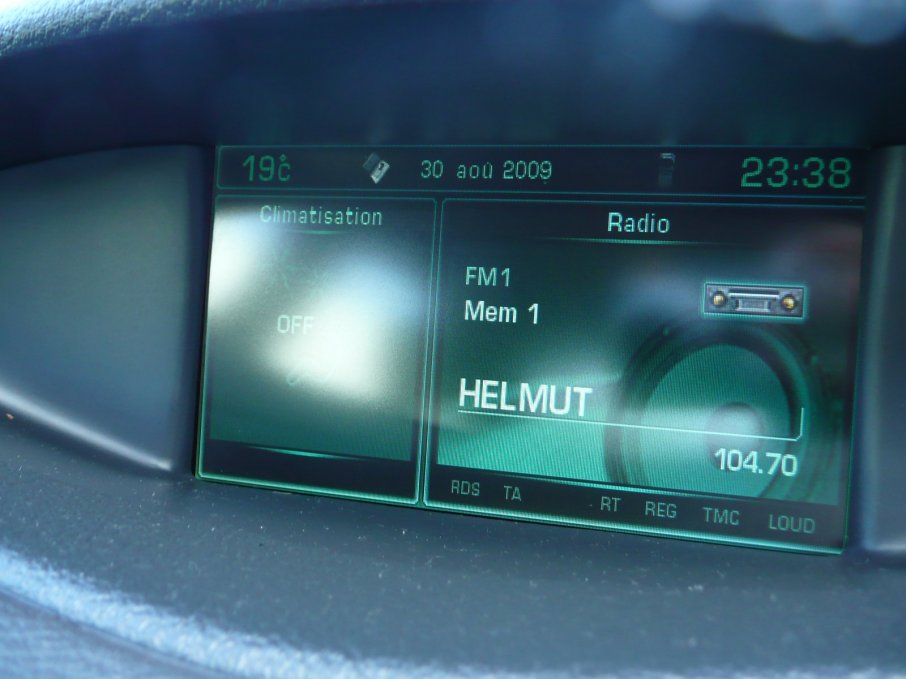 19°C 30 aoû 2009 23:38
Climatisation
OFF
Radio
FM1
Mem 1
HELMUT
104.70
RDS TA RT REG TMC LOUD